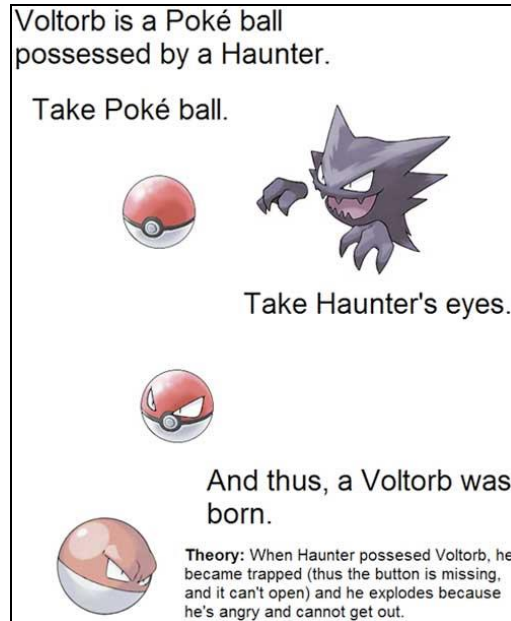 Voltorb is a Poké ball
possessed by a Haunter.
Take Poké ball.
Take Haunter's eyes.
And thus, a Voltorb was
born.
Theory: When Haunter possesed Voltorb, he
became trapped (thus the button is missing,
and it can't open) and he explodes because
he's angry and cannot get out.